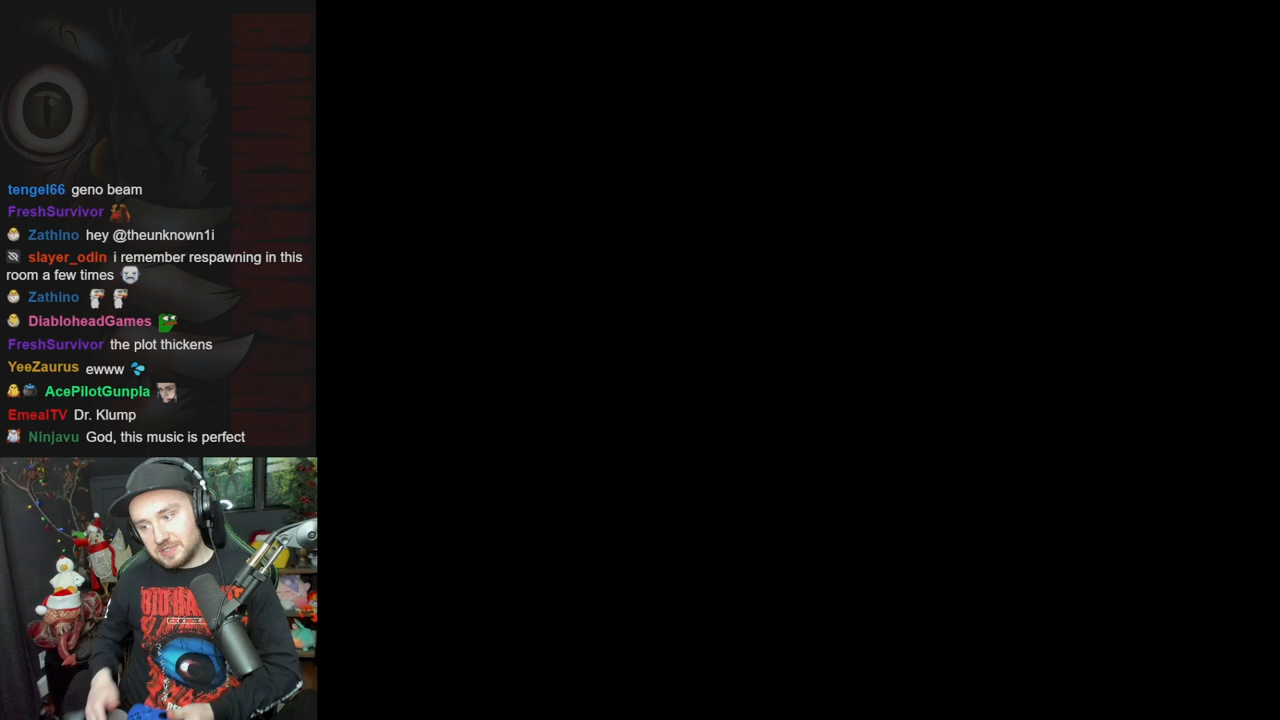 tengel66 geno beam
FreshSurvivor
Zathino hey @theunknown1i
slayer_odin i remember respawning in this
room a few times
Zathino
DiabloheadGames
FreshSurvivor the plot thickens
YeeZaurus ewww
AcePilotGunpla
EmealTV Dr. Klump
Ninjavu God, this music is perfect